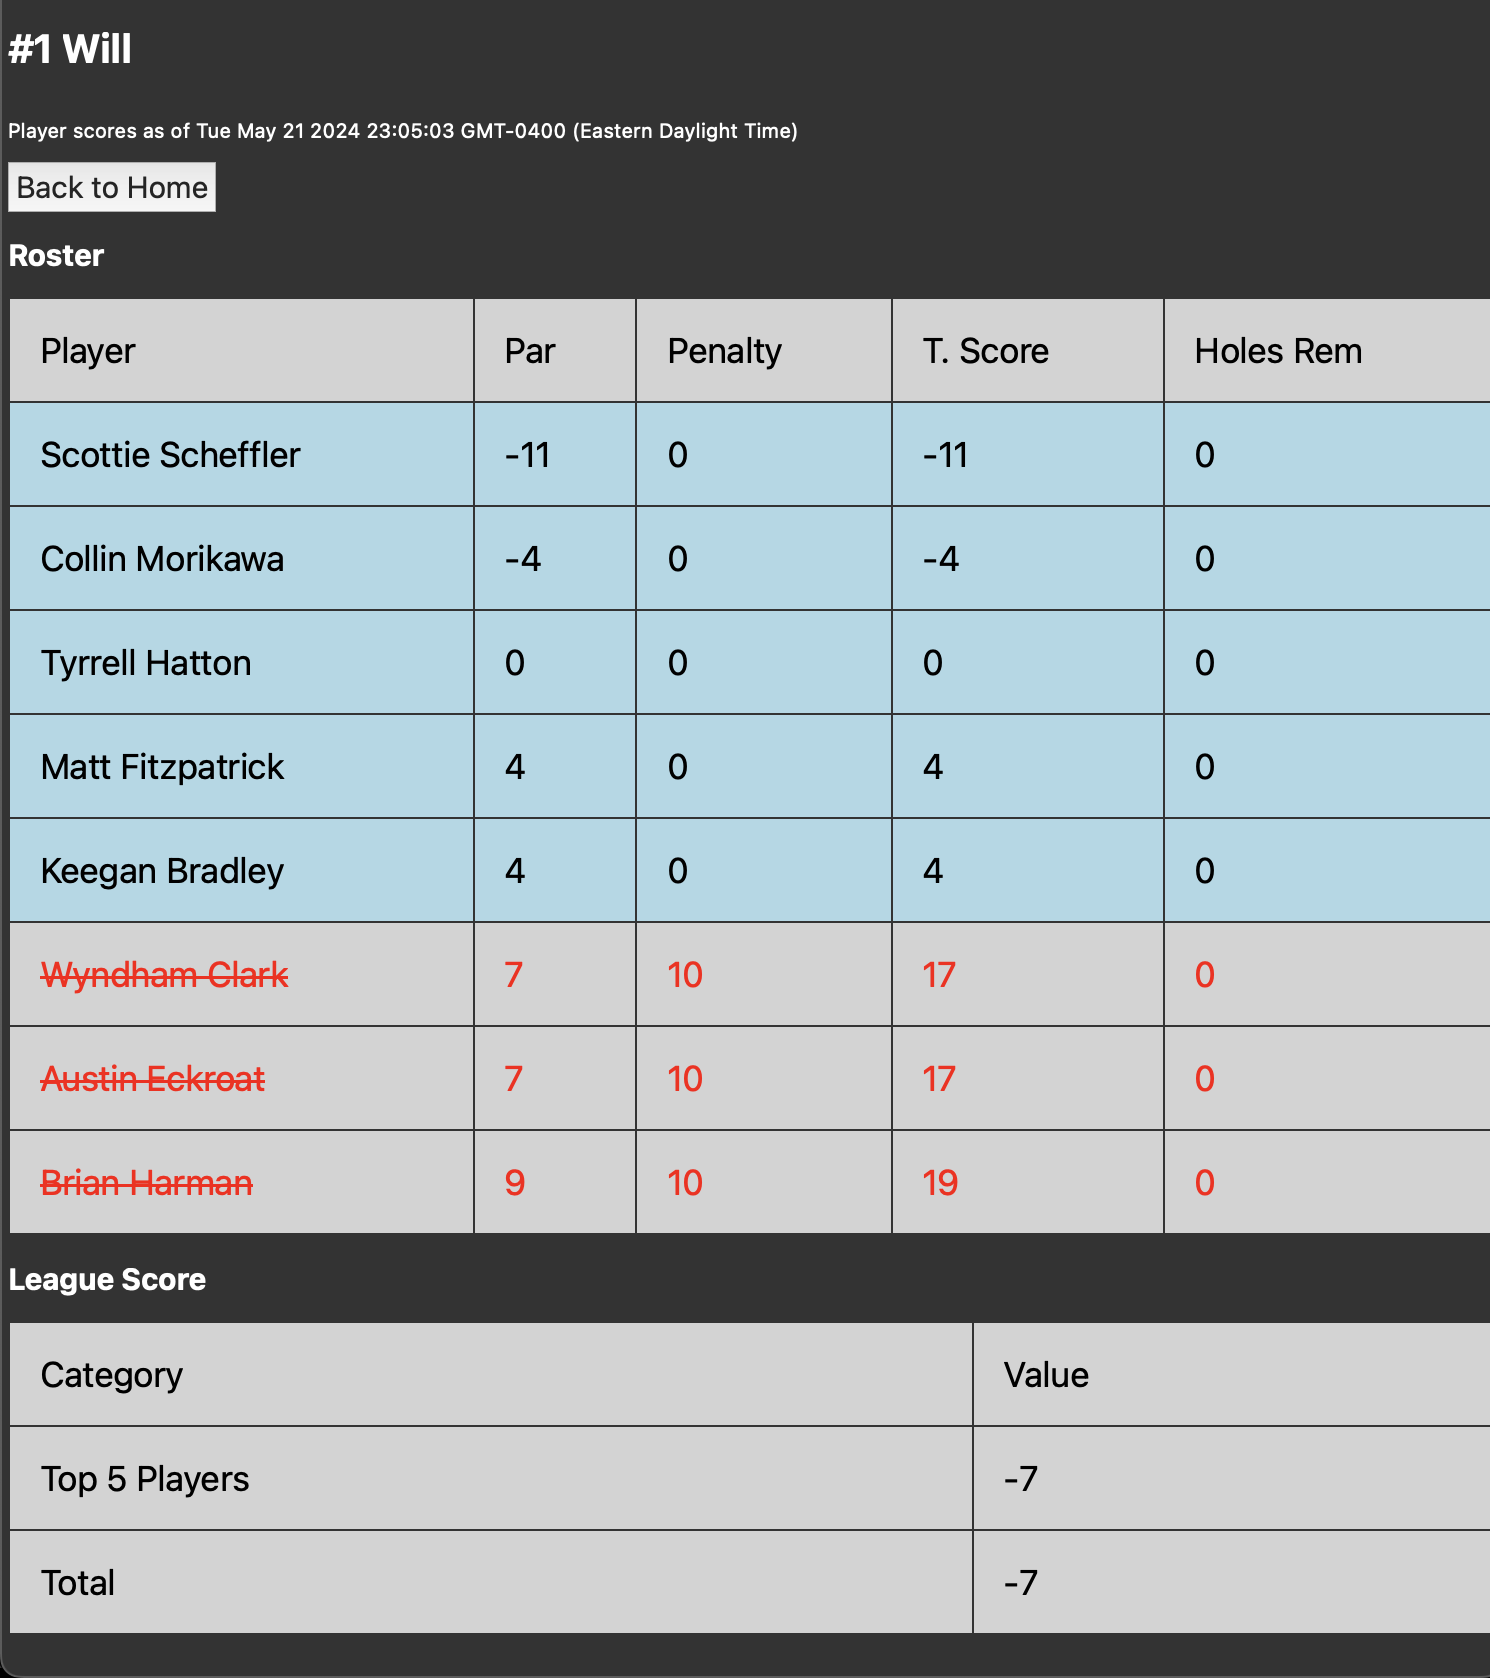 #1 Will
Player scores as of Tue May 21 2024 23:05:03 GMT-0400 (Eastern Daylight Time)
Back to Home
Roster
Player Par Penalty T. Score Holes Rem
Scottie Scheffler -11 0 -11 0
Collin Morikawa -4 0 -4 0
Tyrrell Hatton 0 0 0 0
Matt Fitzpatrick 4 0 4 0
Keegan Bradley 4 0 4 0
Wyndham Clark 7 10 17 0
Austin Eckroat 7 10 17 0
Brian Harman 9 10 19 0
League Score
Category Value
Top 5 Players -7
Total -7